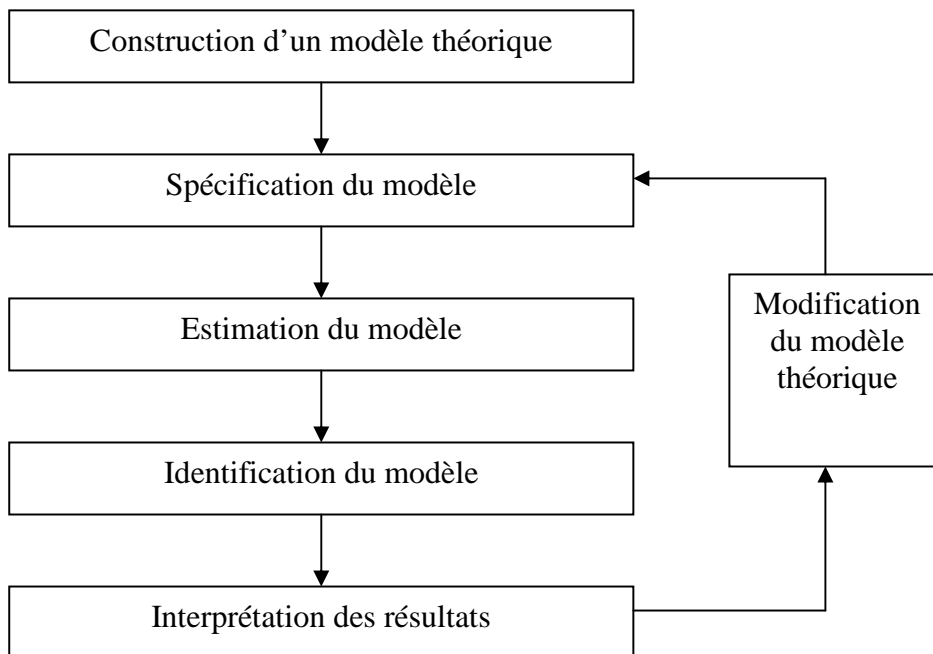 Construction d’un modèle théorique
Spécification du modèle
Estimation du modèle
Identification du modèle
Interprétation des résultats
Modification
du modèle
théorique